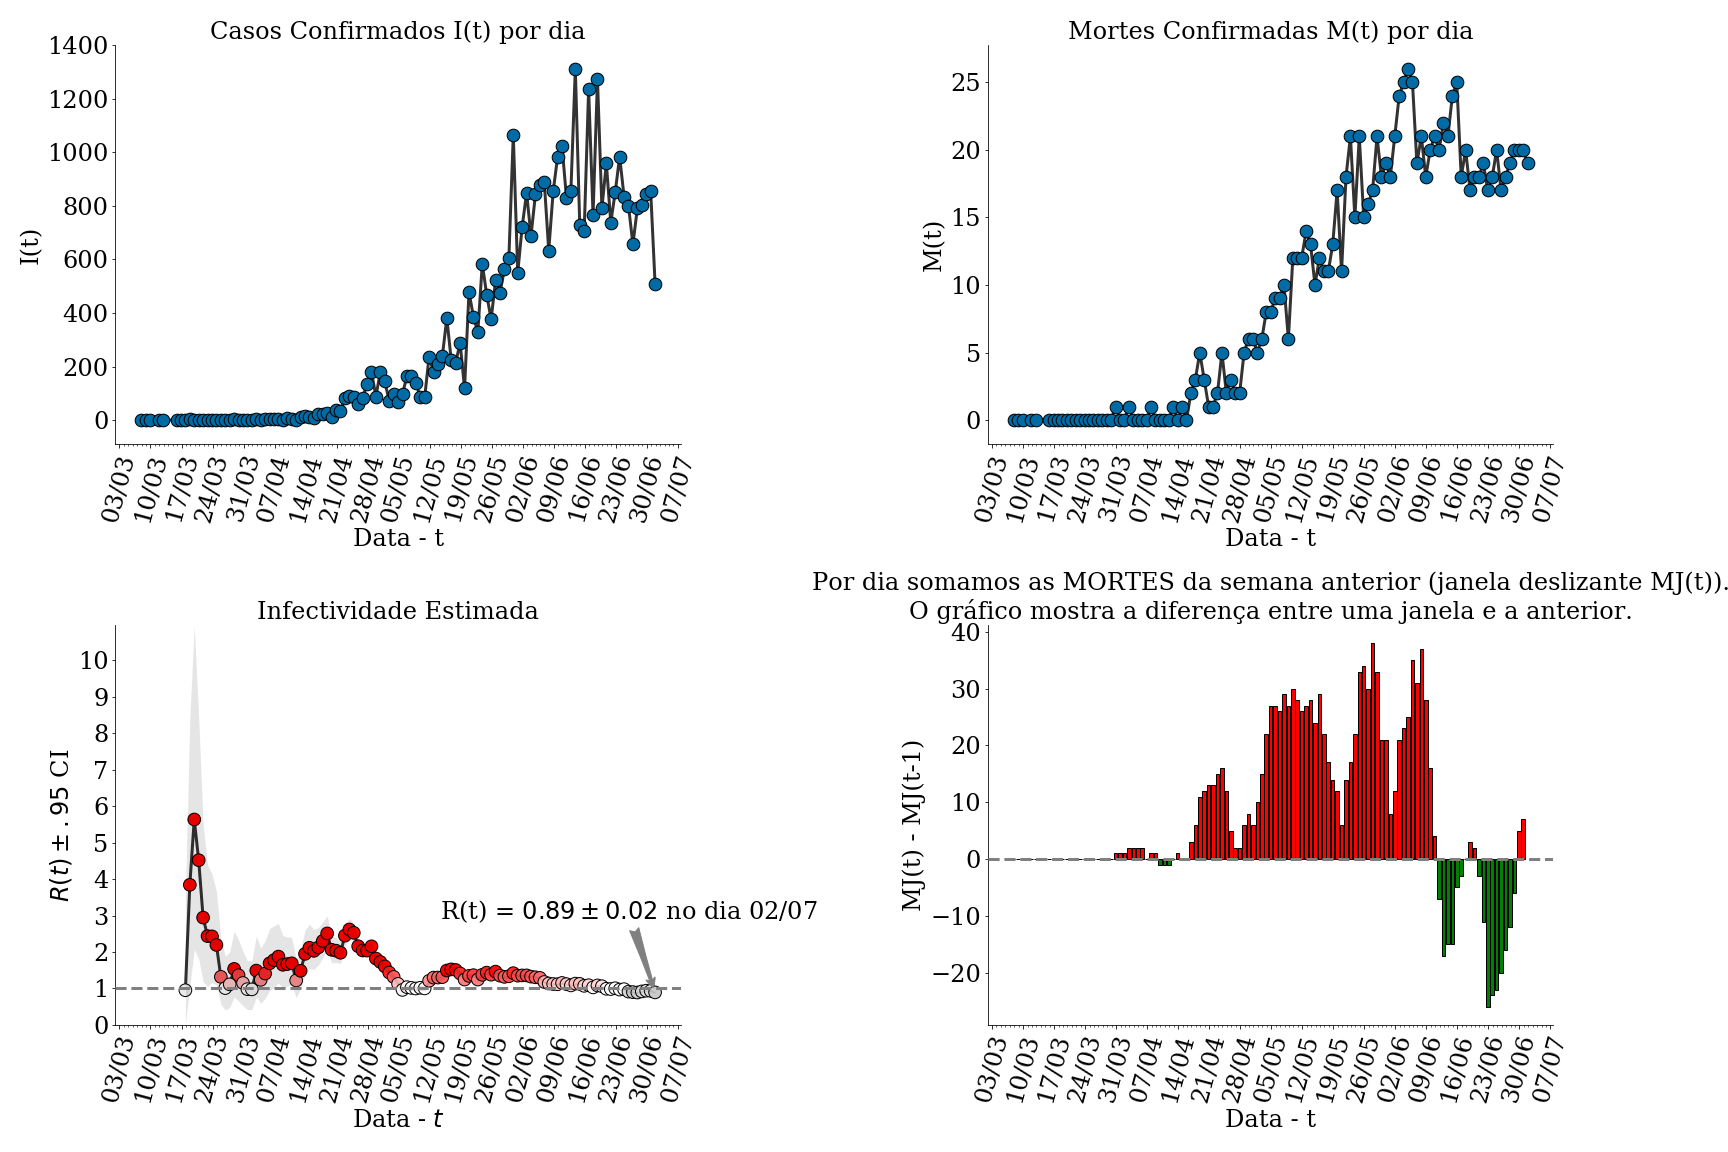 Casos Confirmados I(t) por dia
1400
1200
1000
800
600
400
200
0
I(t)
03/03 10/03 17/03 24/03 31/03 07/04 14/04 21/04 28/04 05/05 12/05 19/05 26/05 02/06 09/06 16/06 23/06 30/06 07/07
Data - t
Mortes Confirmadas M(t) por dia
25
20
15
10
5
0
M(t)
03/03 10/03 17/03 24/03 31/03 07/04 14/04 21/04 28/04 05/05 12/05 19/05 26/05 02/06 09/06 16/06 23/06 30/06 07/07
Data - t
Infectividade Estimada
10
9
8
7
6
5
4
3
2
1
0
R(t) ± .95 CI
R(t) = 0.89 ± 0.02 no dia 02/07
03/03 10/03 17/03 24/03 31/03 07/04 14/04 21/04 28/04 05/05 12/05 19/05 26/05 02/06 09/06 16/06 23/06 30/06 07/07
Data - t
Por dia somamos as MORTES da semana anterior (janela deslizante MJ(t)).
O gráfico mostra a diferença entre uma janela e a anterior.
40
30
20
10
0
−10
−20
MJ(t) - MJ(t-1)
03/03 10/03 17/03 24/03 31/03 07/04 14/04 21/04 28/04 05/05 12/05 19/05 26/05 02/06 09/06 16/06 23/06 30/06 07/07
Data - t